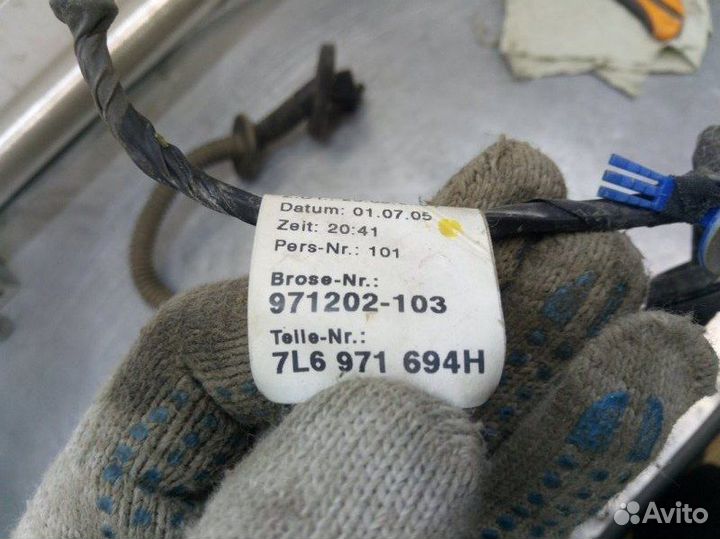 Datum: 01.07.05
Zeit: 20:41
Pers-Nr.: 101
Brose-Nr.:
971202-103
Teile-Nr.:
7L6 971 694H
Avito